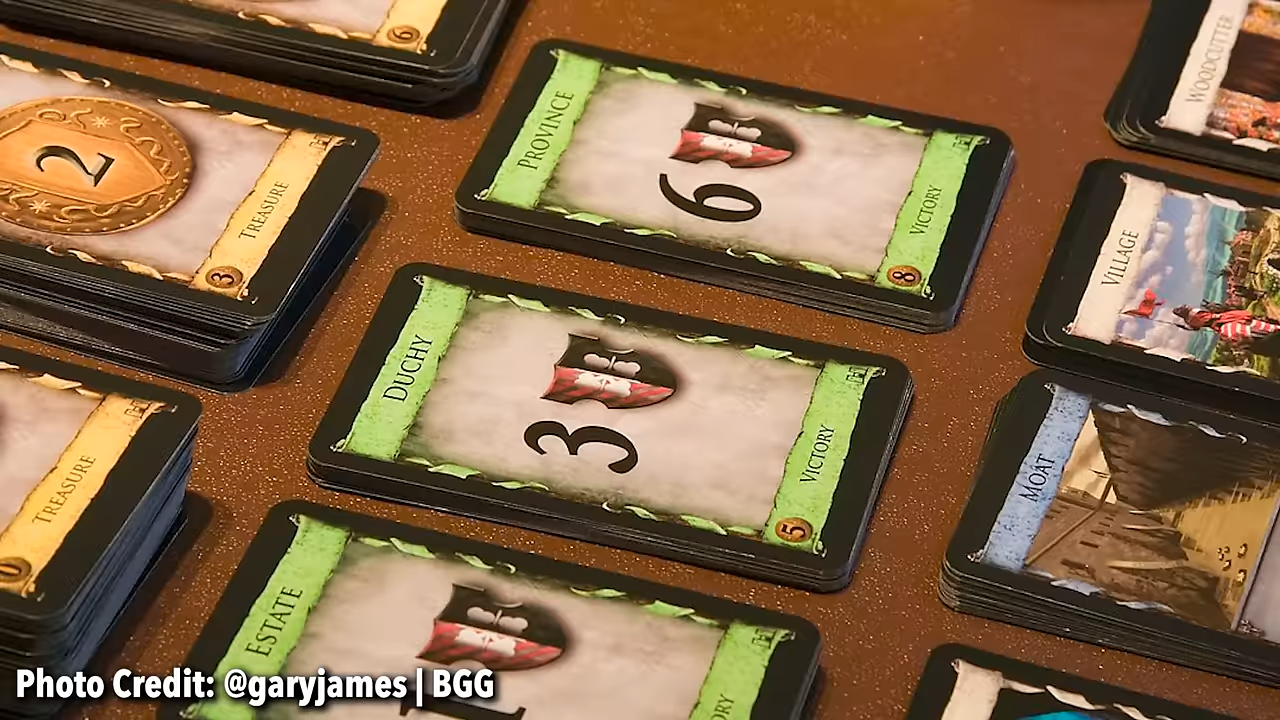 6
2
TREASURE
3
TREASURE
0
PROVINCE
6
VICTORY
8
DUCHY
3
VICTORY
5
ESTATE
1
WOODCUTTER
VILLAGE
MOAT
Photo Credit: @garyjames | BGG